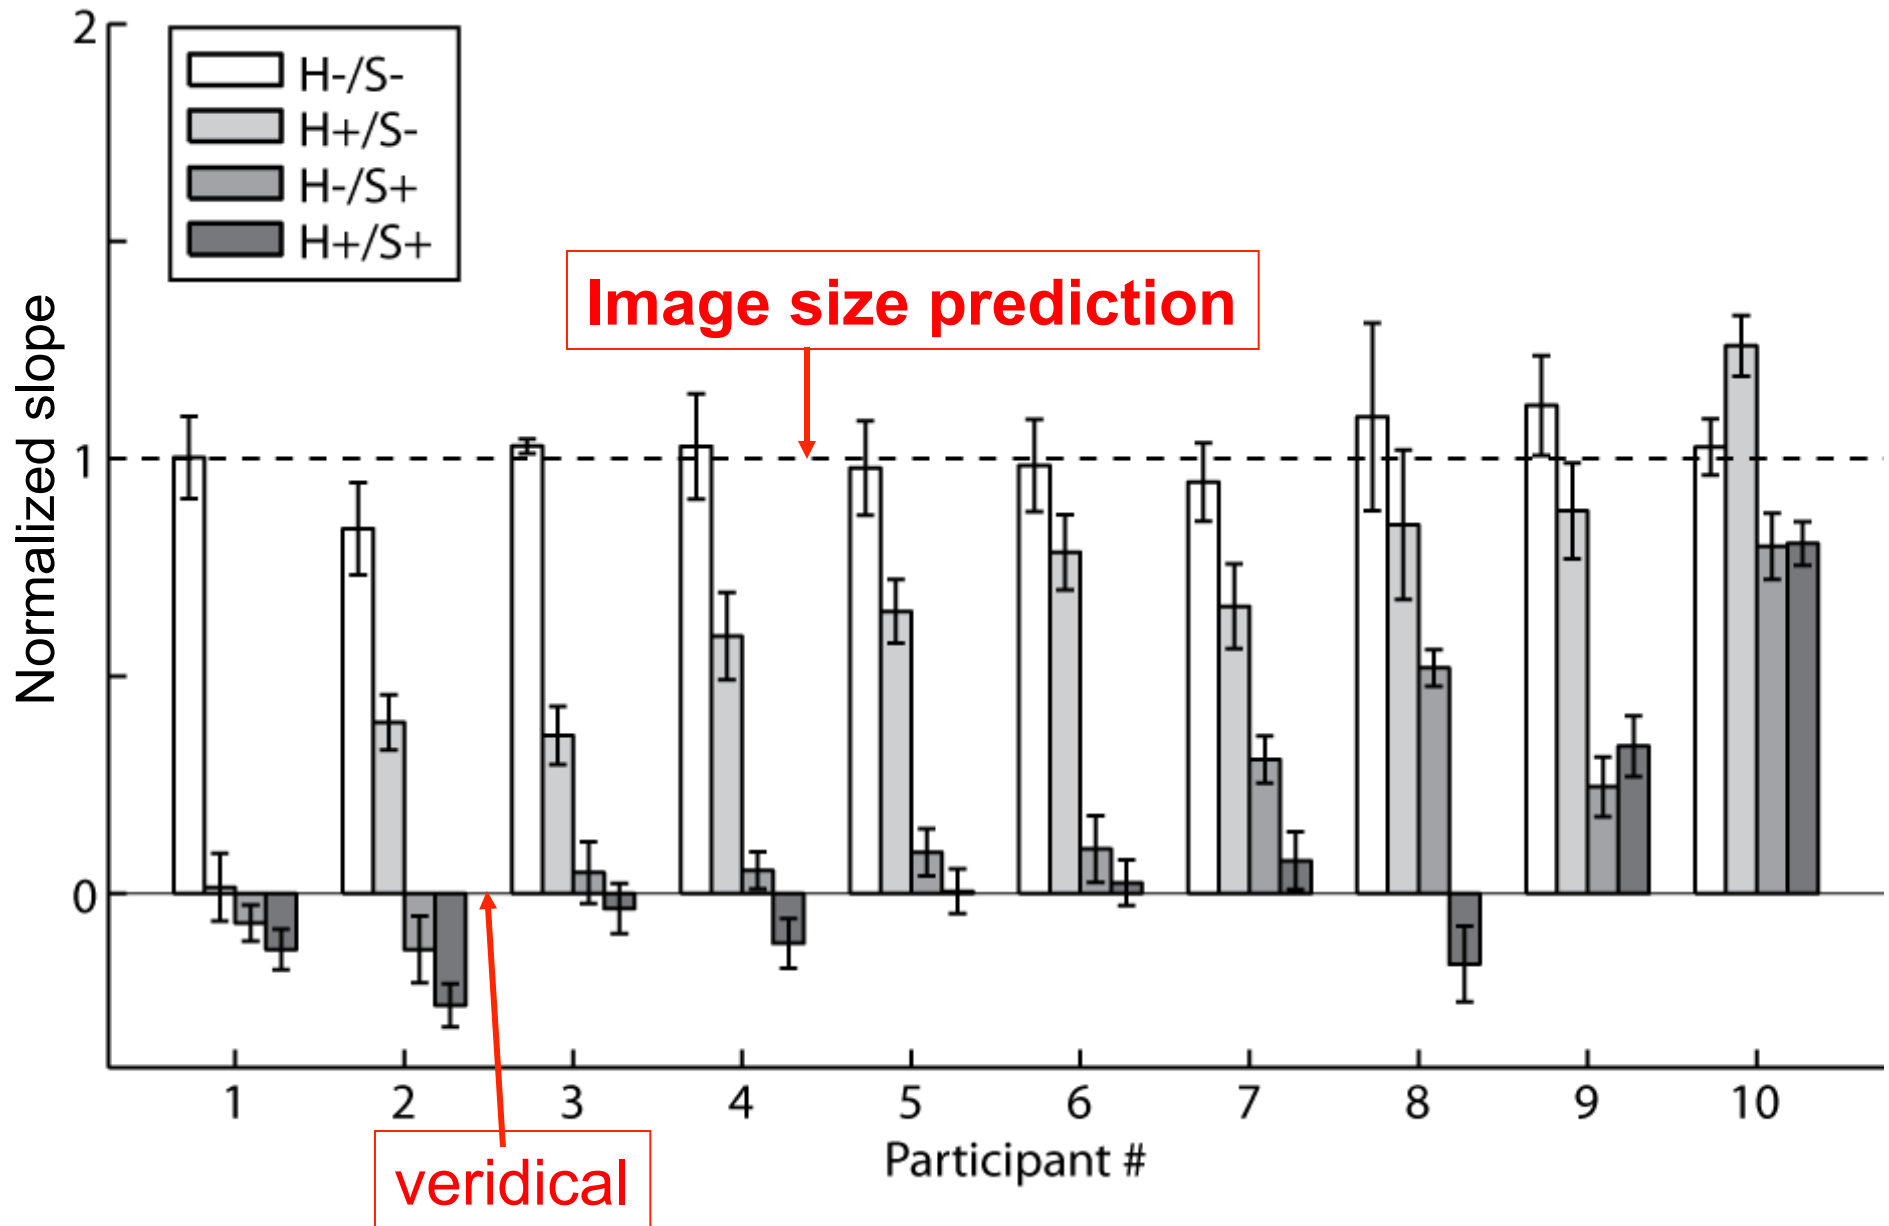 2
H-/S-
H+/S-
H-/S+
H+/S+
Image size prediction
Normalized slope
1
0
1 2 3 4 5 6 7 8 9 10
Participant #
veridical